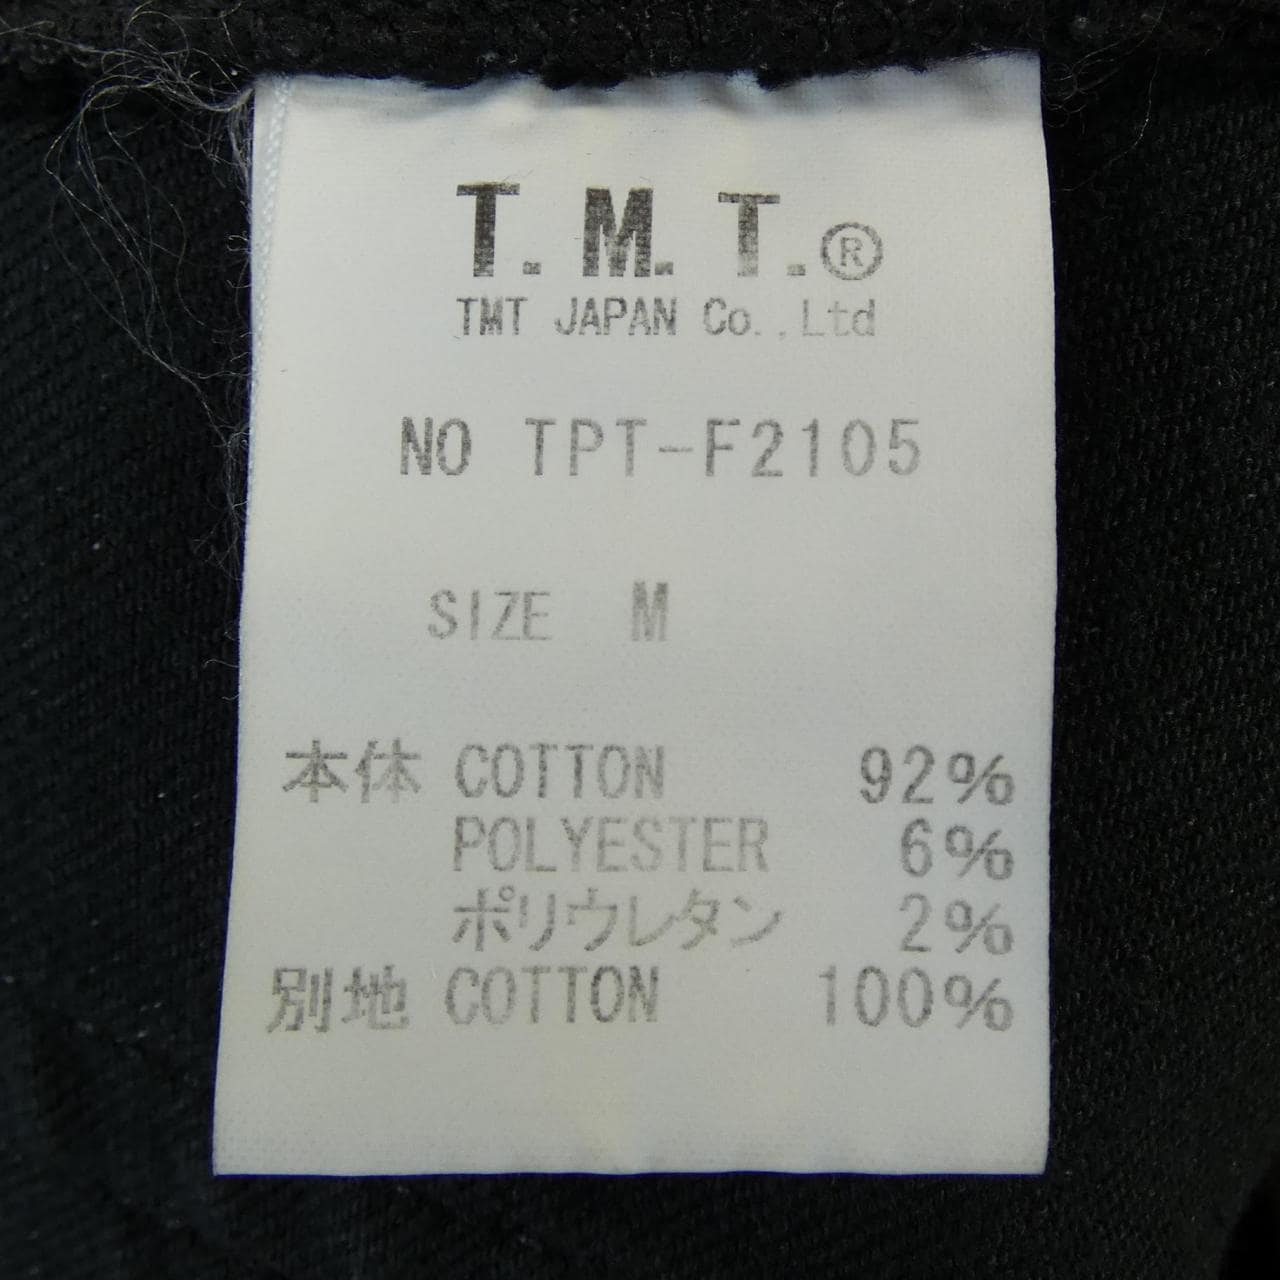 T.M.T.®
TMT JAPAN Co.,Ltd
NO TPT-F2105
SIZE M
本体 COTTON 92%
POLYESTER 6%
ポリウレタン 2%
別地 COTTON 100%